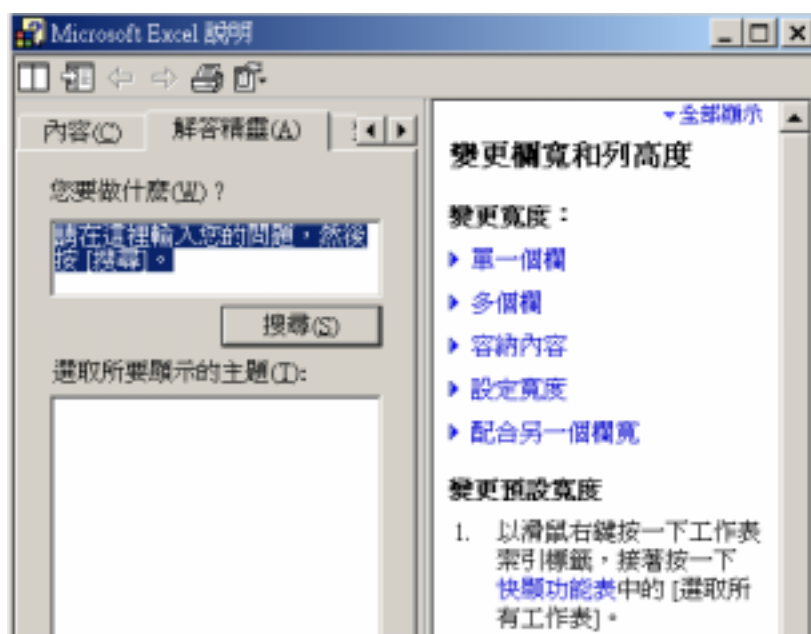 Microsoft Excel 說明
內容(C)
解答精靈(A)
您要做什麼(W)？
請在這裡輸入您的問題，然後
按 [搜尋]。
搜尋(S)
選取所要顯示的主題(T):
全部顯示
變更欄寬和列高度
變更寬度：
單一個欄
多個欄
容納內容
設定寬度
配合另一個欄寬
變更預設寬度
1. 以滑鼠右鍵按一下工作表
索引標籤，接著按一下
快顯功能表中的 [選取所
有工作表]。